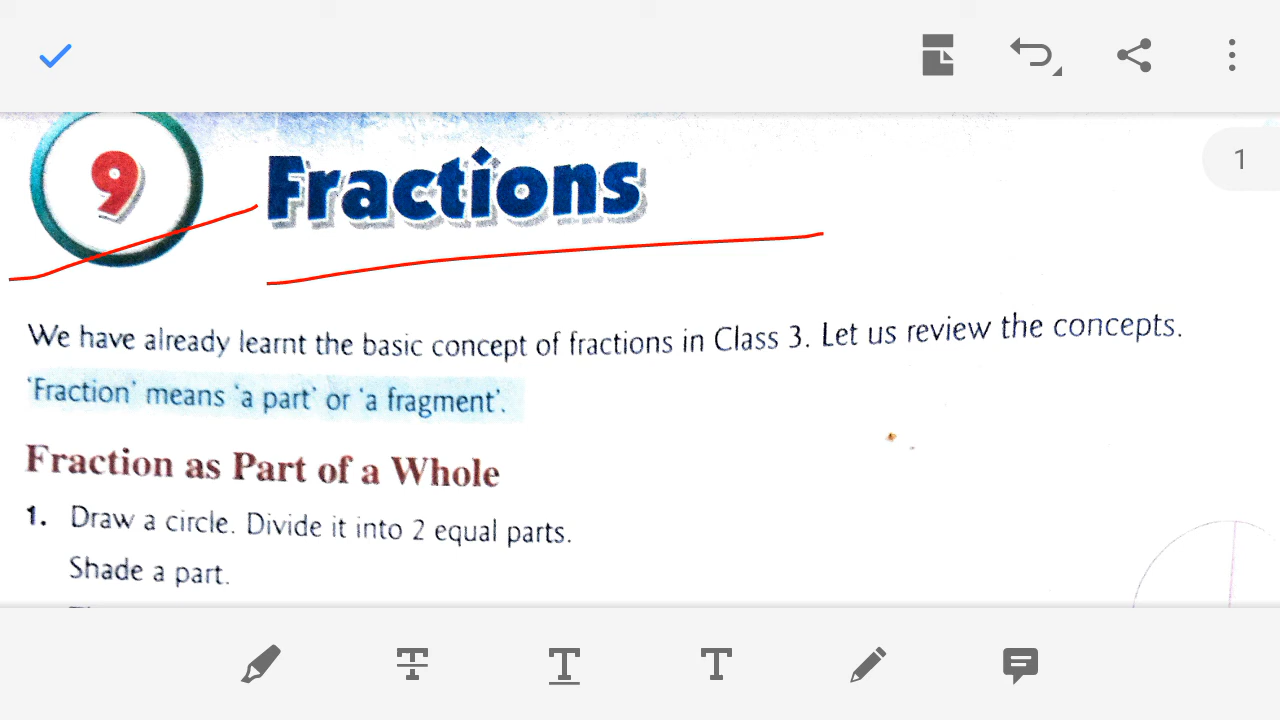 1
9 Fractions
We have already learnt the basic concept of fractions in Class 3. Let us review the concepts.
‘Fraction’ means ‘a part’ or ‘a fragment’.
Fraction as Part of a Whole
1. Draw a circle. Divide it into 2 equal parts.
Shade a part.